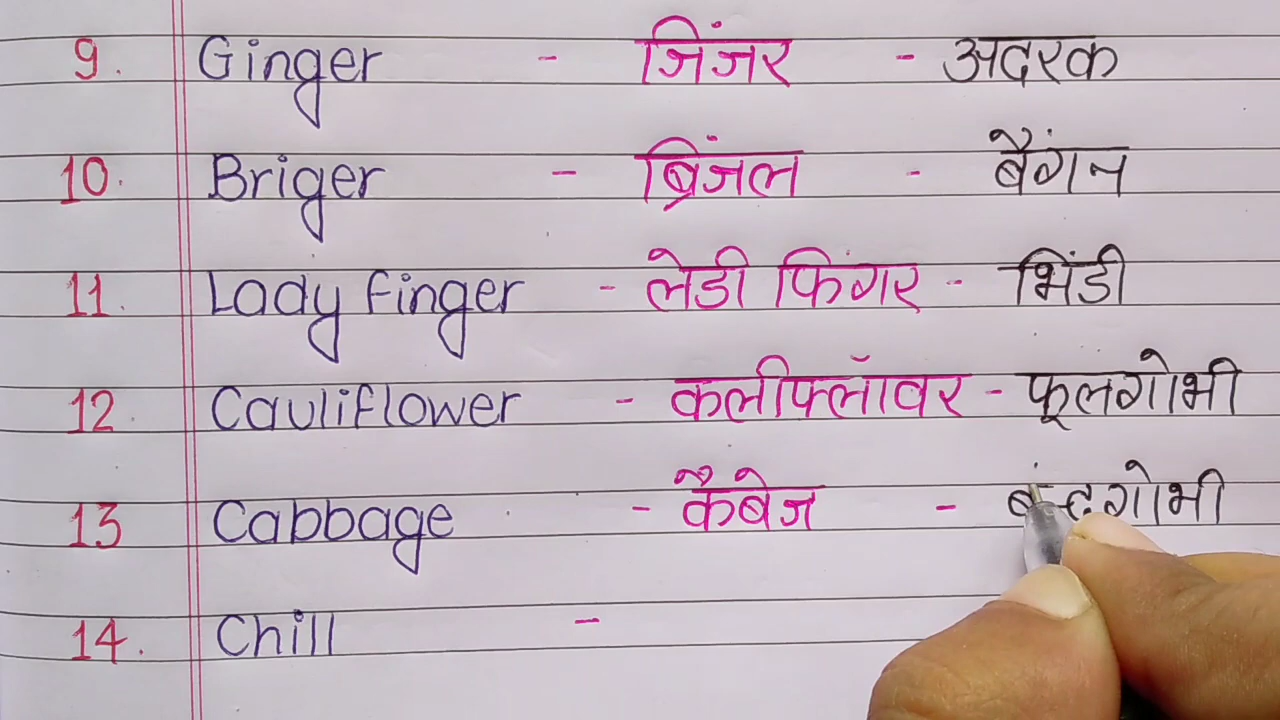 9. Ginger - जिंजर - अदरक
10. Briger - ब्रिंजल - बैंगन
11. Lady finger - लेडी फिंगर - भिंडी
12. Cauliflower - कलीफ्लॉवर - फूलगोभी
13 Cabbage - कैबेज - बंदगोभी
14. Chill -